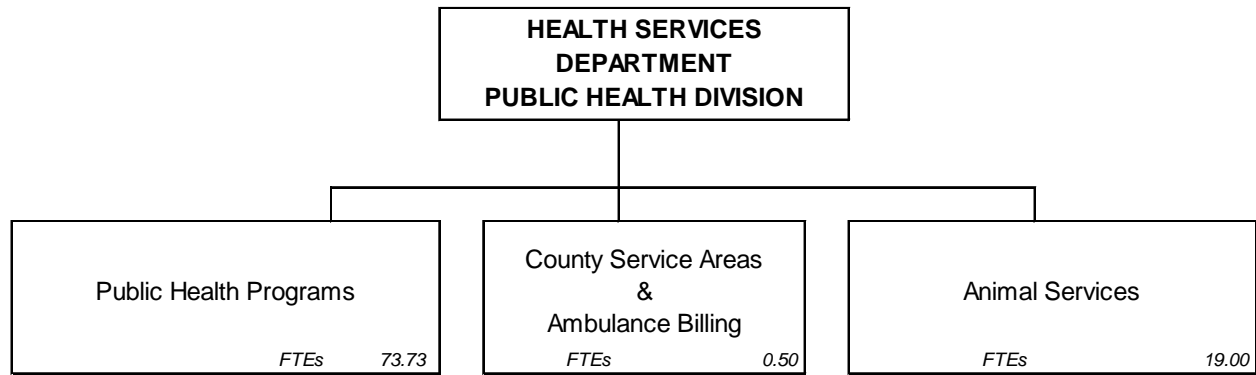 HEALTH SERVICES
DEPARTMENT
PUBLIC HEALTH DIVISION
Public Health Programs
FTEs 73.73
County Service Areas
&
Ambulance Billing
FTEs 0.50
Animal Services
FTEs 19.00